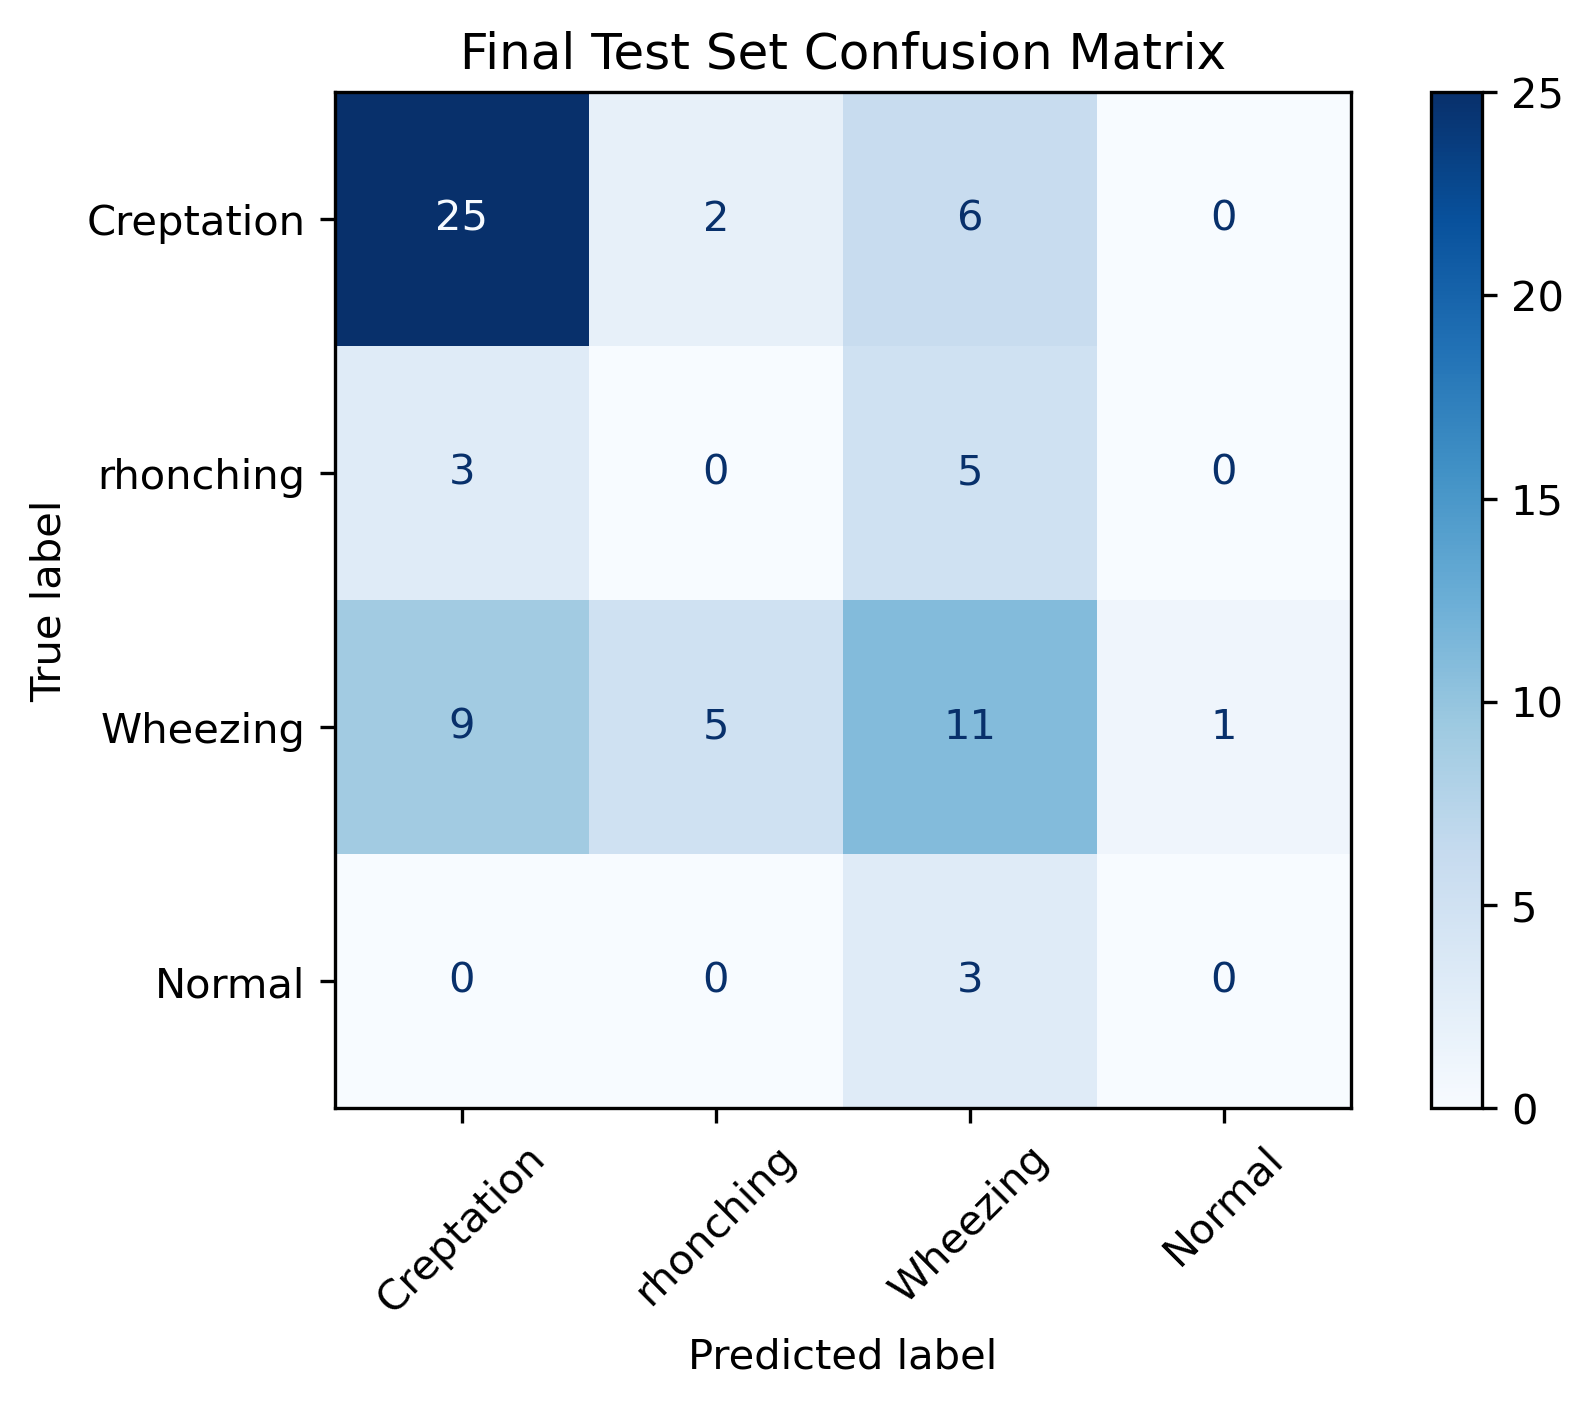 Final Test Set Confusion Matrix
True label
Creptation 25 2 6 0
rhonching 3 0 5 0
Wheezing 9 5 11 1
Normal 0 0 3 0
Creptation rhonching Wheezing Normal
Predicted label
25
20
15
10
5
0